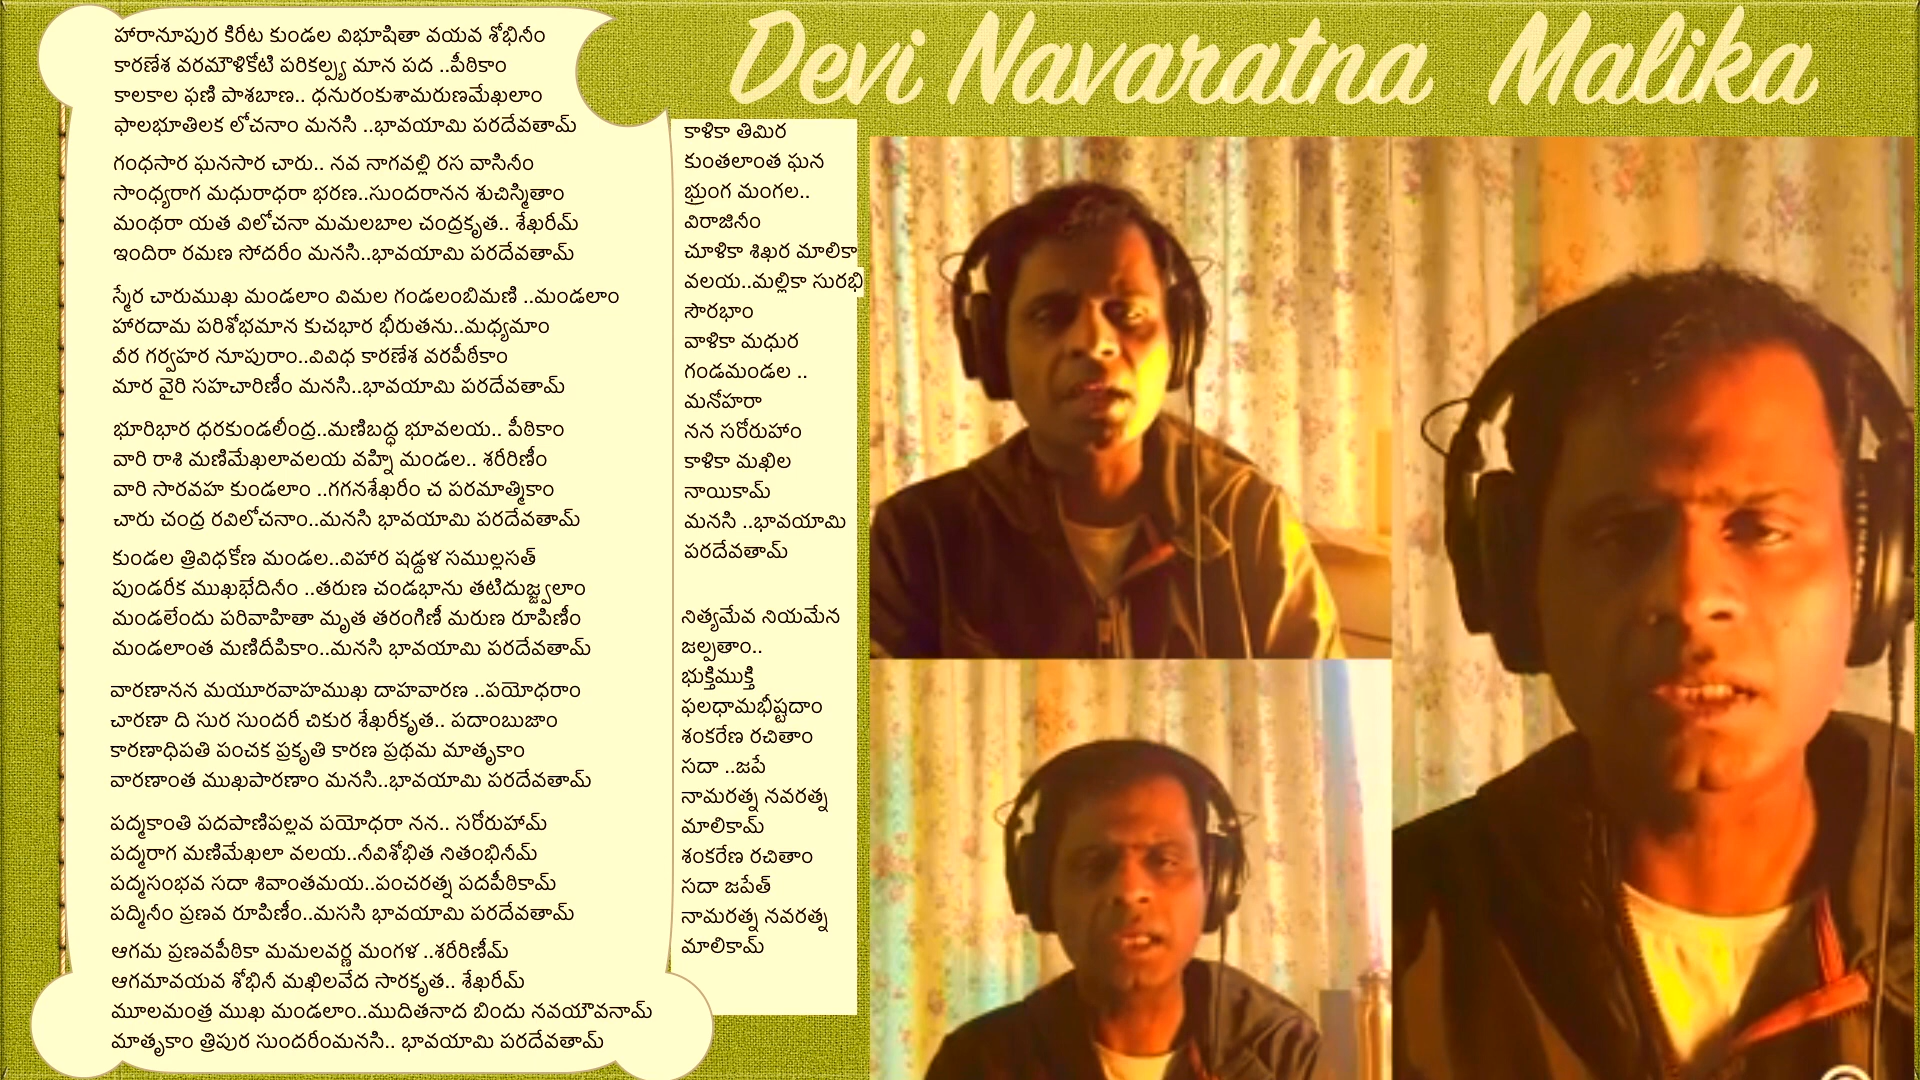 Devi Navaratna Malika
హారానూపుర కిరీట కుండల విభూషితా వయవ శోభినీం
కారణేశ వరమౌళికోటి పరికల్ప్య మాన పద ..పీఠికాం
కాలకాల ఫణి పాశబాణ.. ధనురంకుశామరుణమేఖలాం
ఫాలభూతిలక లోచనాం మనసి ..భావయామి పరదేవతామ్
గంధసార ఘనసార చారు.. నవ నాగవల్లి రస వాసినీం
సాంధ్యరాగ మధురాధరా భరణ..సుందరానన శుచిస్మితాం
మంథరా యత విలోచనా మమలబాల చంద్రకృత.. శేఖరీమ్
ఇందిరా రమణ సోదరీం మనసి..భావయామి పరదేవతామ్
స్మేర చారుముఖ మండలాం విమల గండలంబిమణి ..మండలాం
హారదామ పరిశోభమాన కుచభార భీరుతను..మధ్యమాం
వీర గర్వహర నూపురాం..వివిధ కారణేశ వరపీఠీకాం
మార వైరి సహచారిణీం మనసి..భావయామి పరదేవతామ్
భూరిభార ధరకుండలీంద్ర..మణిబద్ధ భూవలయ.. పీఠికాం
వారి రాశి మణిమేఖలావలయ వహ్ని మండల.. శరీరిణీం
వారి సారవహ కుండలాం ..గగనశేఖరీం చ పరమాత్మికాం
చారు చంద్ర రవిలోచనాం..మనసి భావయామి పరదేవతామ్
కుండల త్రివిధకోణ మండల..విహార షడ్దళ సముల్లసత్
పుండరీక ముఖభేదినీం ..తరుణ చండభాను తటిదుజ్జ్వలాం
మండలేందు పరివాహితా మృత తరంగిణీ మరుణ రూపిణీం
మండలాంత మణిదీపికాం..మనసి భావయామి పరదేవతామ్
వారణానన మయూరవాహముఖ దాహవారణ ..పయోధరాం
చారణా ది సుర సుందరీ చికుర శేఖరీకృత.. పదాంబుజాం
కారణాధిపతి పంచక ప్రకృతి కారణ ప్రథమ మాతృకాం
వారణాంత ముఖపారణాం మనసి..భావయామి పరదేవతామ్
పద్మకాంతి పదపాణిపల్లవ పయోధరా నన.. సరోరుహామ్
పద్మరాగ మణిమేఖలా వలయ..నీవిశోభిత నితంభినీమ్
పద్మసంభవ సదా శివాంతమయ..పంచరత్న పదపీఠికామ్
పద్మినీం ప్రణవ రూపిణీం..మససి భావయామి పరదేవతామ్
ఆగమ ప్రణవపీఠికా మమలవర్ణ మంగళ ..శరీరిణీమ్
ఆగమావయవ శోభినీ మఖిలవేద సారకృత.. శేఖరీమ్
మూలమంత్ర ముఖ మండలాం..ముదితనాద బిందు నవయౌవనామ్
మాతృకాం త్రిపుర సుందరీంమనసి.. భావయామి పరదేవతామ్
కాళికా తిమిర
కుంతలాంత ఘన
భ్రుంగ మంగల..
విరాజినీం
చూళికా శిఖర మాలికా
వలయ..మల్లికా సురభి
సౌరభాం
వాళికా మధుర
గండమండల ..
మనోహరా
నన సరోరుహాం
కాళికా మఖిల
నాయికామ్
మనసి ..భావయామి
పరదేవతామ్
నిత్యమేవ నియమేన
జల్పతాం..
భుక్తిముక్తి
ఫలధామభీష్టదాం
శంకరేణ రచితాం
సదా ..జపే
నామరత్న నవరత్న
మాలికామ్
శంకరేణ రచితాం
సదా జపేత్
నామరత్న నవరత్న
మాలికామ్